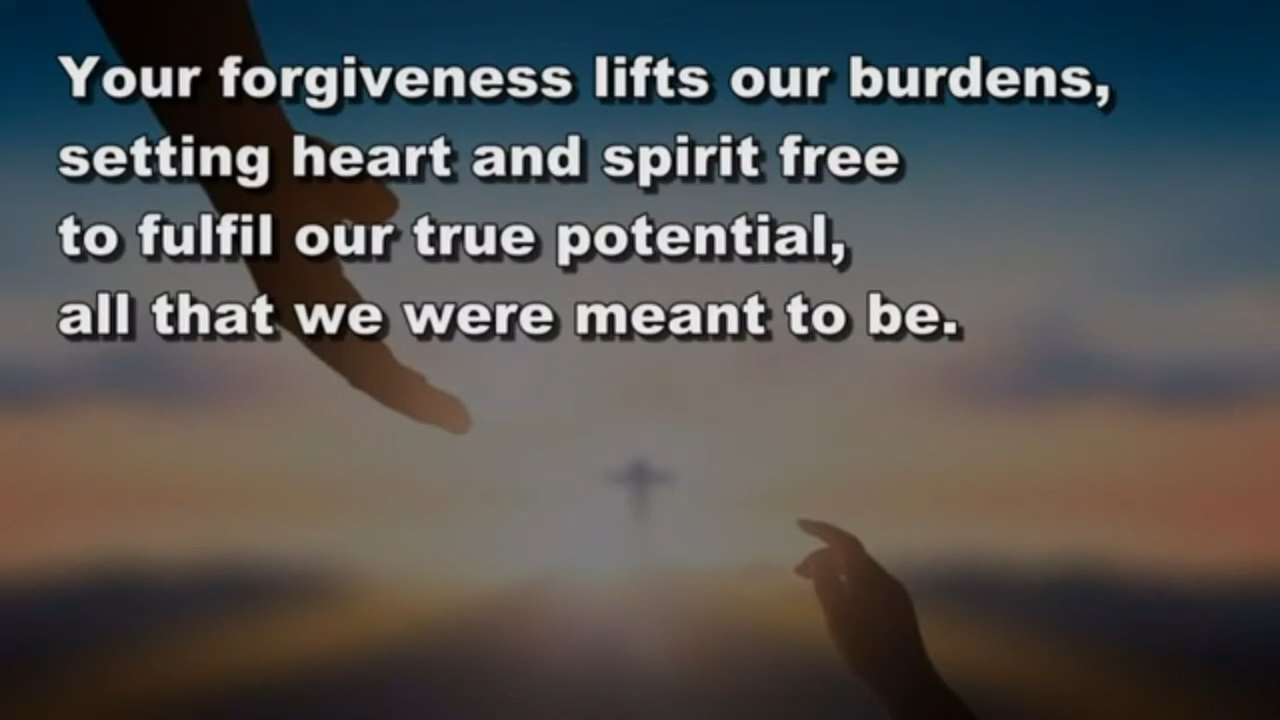 Your forgiveness lifts our burdens,
setting heart and spirit free
to fulfil our true potential,
all that we were meant to be.